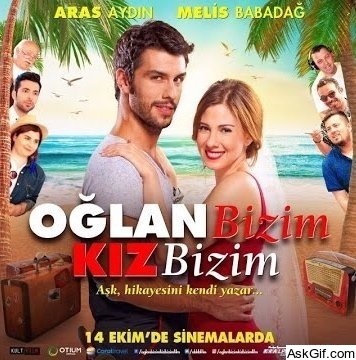 ARAS AYDIN MELİS BABADAĞ
OĞLAN Bizim
KIZ Bizim
Aşk, hikayesini kendi yazar...
14 EKİM'DE SİNEMALARDA
OTIUM
AskGif.com